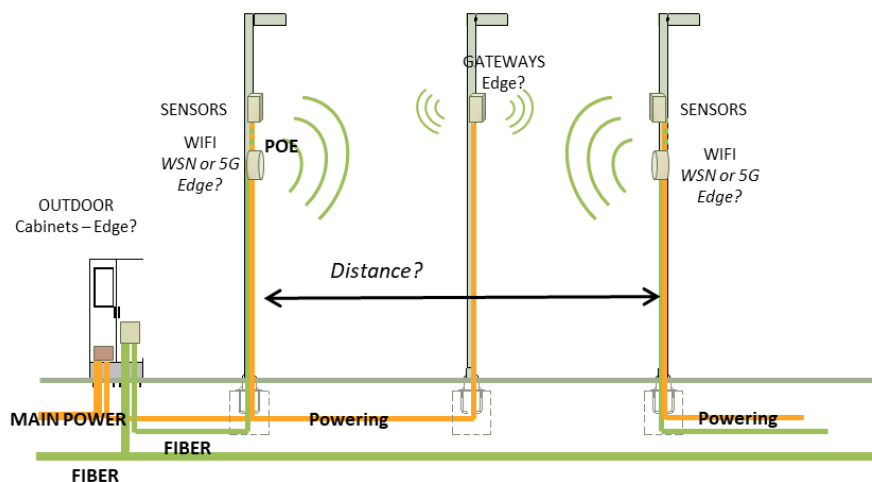 GATEWAYS
Edge?
SENSORS
SENSORS
WIFI
WSN or 5G
Edge?
POE
WIFI
WSN or 5G
Edge?
OUTDOOR
Cabinets – Edge?
Distance?
MAIN POWER
Powering
Powering
FIBER
FIBER